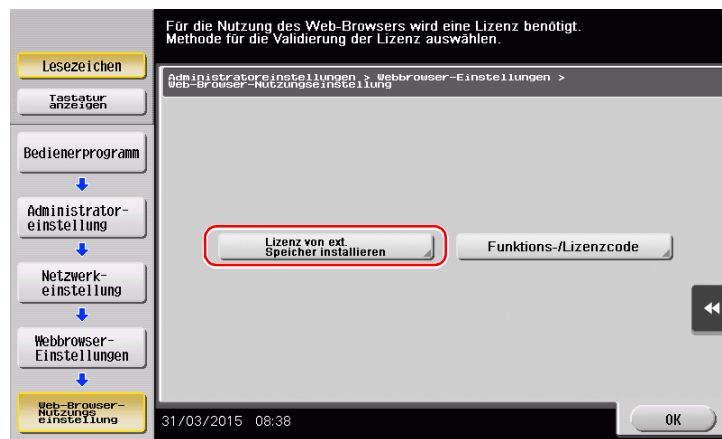 Für die Nutzung des Web-Browsers wird eine Lizenz benötigt.
Methode für die Validierung der Lizenz auswählen.
Lesezeichen
Tastatur
anzeigen
Bedienerprogramm
Administrator-
einstellung
Netzwerk-
einstellung
Webbrowser-
Einstellungen
Web-Browser-
Nutzungs
einstellung
Administratoreinstellungen > Webbrowser-Einstellungen >
Web-Browser-Nutzungseinstellung
Lizenz von ext.
Speicher installieren
Funktions-/Lizenzcode
31/03/2015 08:38
OK